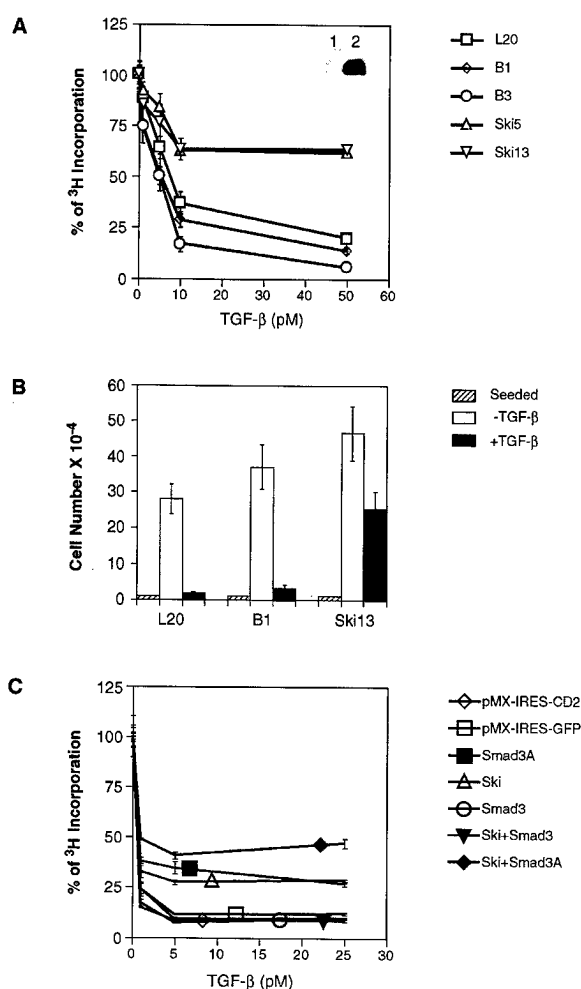 A
125
100
75
50
25
0
% of ³H Incorporation
0 10 20 30 40 50 60
TGF-β (pM)
1 2
L20
B1
B3
Ski5
Ski13
B
60
50
40
30
20
10
0
Cell Number X 10⁻⁴
L20 B1 Ski13
Seeded
-TGF-β
+TGF-β
C
125
100
75
50
25
0
% of ³H Incorporation
0 5 10 15 20 25 30
TGF-β (pM)
pMX-IRES-CD2
pMX-IRES-GFP
Smad3A
Ski
Smad3
Ski+Smad3
Ski+Smad3A